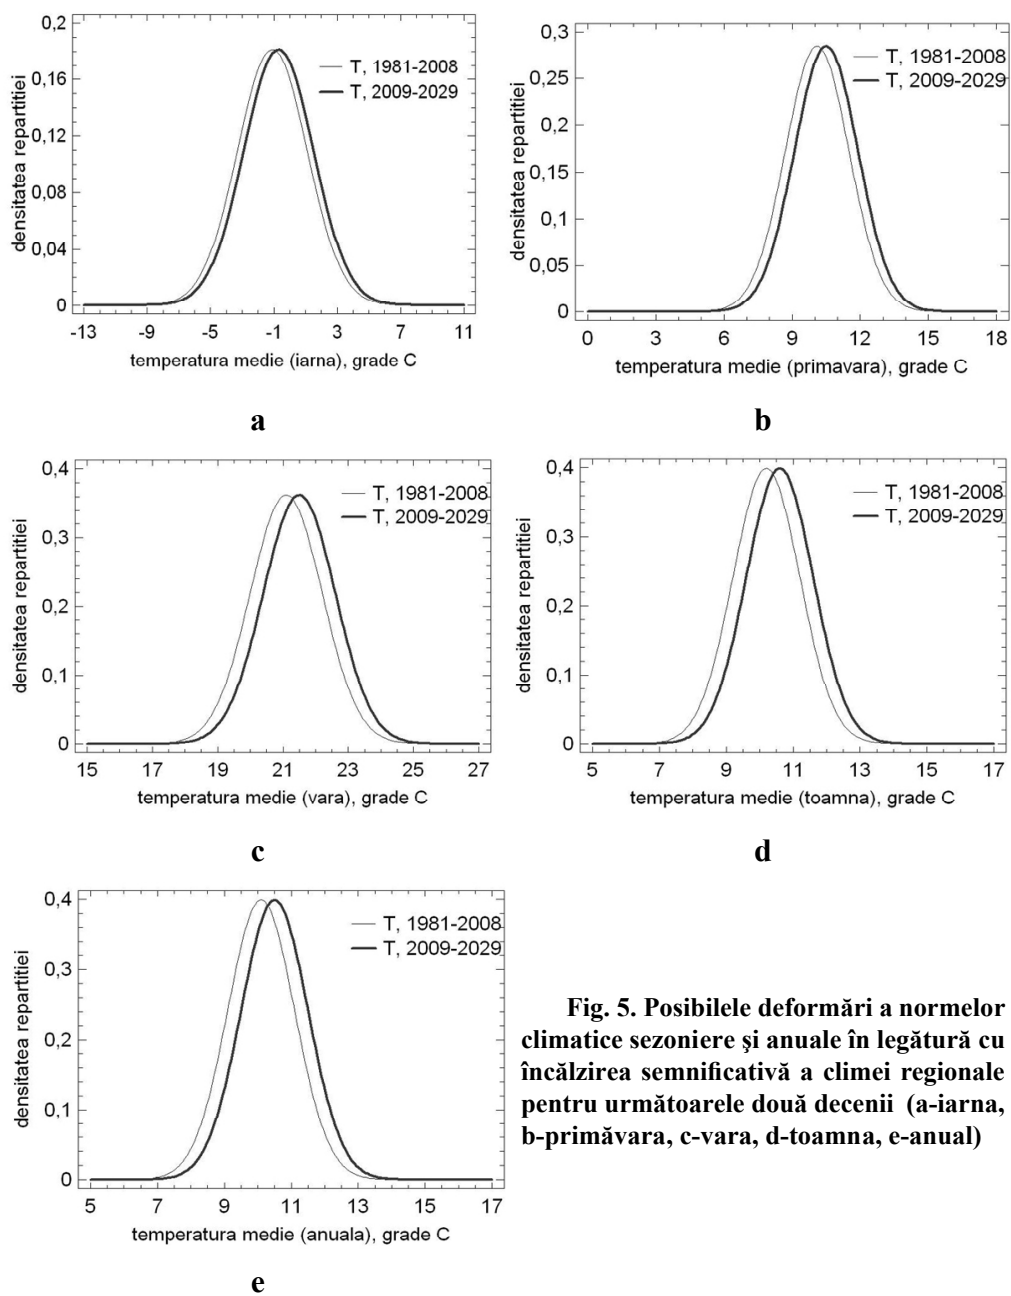 0,2
0,16
0,12
0,08
0,04
0
densitatea repartitiei
T, 1981-2008
T, 2009-2029
-13 -9 -5 -1 3 7 11
temperatura medie (iarna), grade C
a
0,3
0,25
0,2
0,15
0,1
0,05
0
densitatea repartitiei
T, 1981-2008
T, 2009-2029
0 3 6 9 12 15 18
temperatura medie (primavara), grade C
b
0,4
0,3
0,2
0,1
0
densitatea repartitiei
T, 1981-2008
T, 2009-2029
15 17 19 21 23 25 27
temperatura medie (vara), grade C
c
0,4
0,3
0,2
0,1
0
densitatea repartitiei
T, 1981-2008
T, 2009-2029
5 7 9 11 13 15 17
temperatura medie (toamna), grade C
d
0,4
0,3
0,2
0,1
0
densitatea repartitiei
T, 1981-2008
T, 2009-2029
5 7 9 11 13 15 17
temperatura medie (anuala), grade C
e
Fig. 5. Posibilele deformări a normelor
climatice sezoniere şi anuale în legătură cu
încălzirea semnificativă a climei regionale
pentru următoarele două decenii (a-iarna,
b-primăvara, c-vara, d-toamna, e-anual)